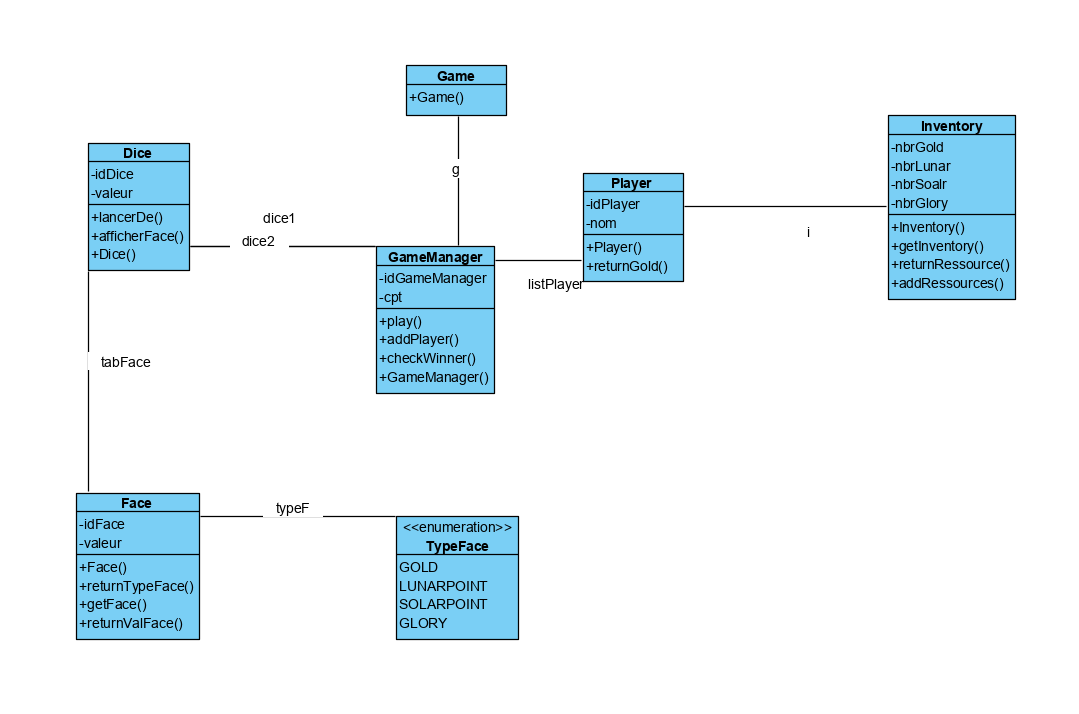 Game
+Game()
g
Dice
-idDice
-valeur
+lancerDe()
+afficherFace()
+Dice()
dice1
dice2
GameManager
-idGameManager
-cpt
+play()
+addPlayer()
+checkWinner()
+GameManager()
listPlayer
Player
-idPlayer
-nom
+Player()
+returnGold()
i
Inventory
-nbrGold
-nbrLunar
-nbrSoalr
-nbrGlory
+Inventory()
+getInventory()
+returnRessource()
+addRessources()
tabFace
Face
-idFace
-valeur
+Face()
+returnTypeFace()
+getFace()
+returnValFace()
typeF
<<enumeration>>
TypeFace
GOLD
LUNARPOINT
SOLARPOINT
GLORY